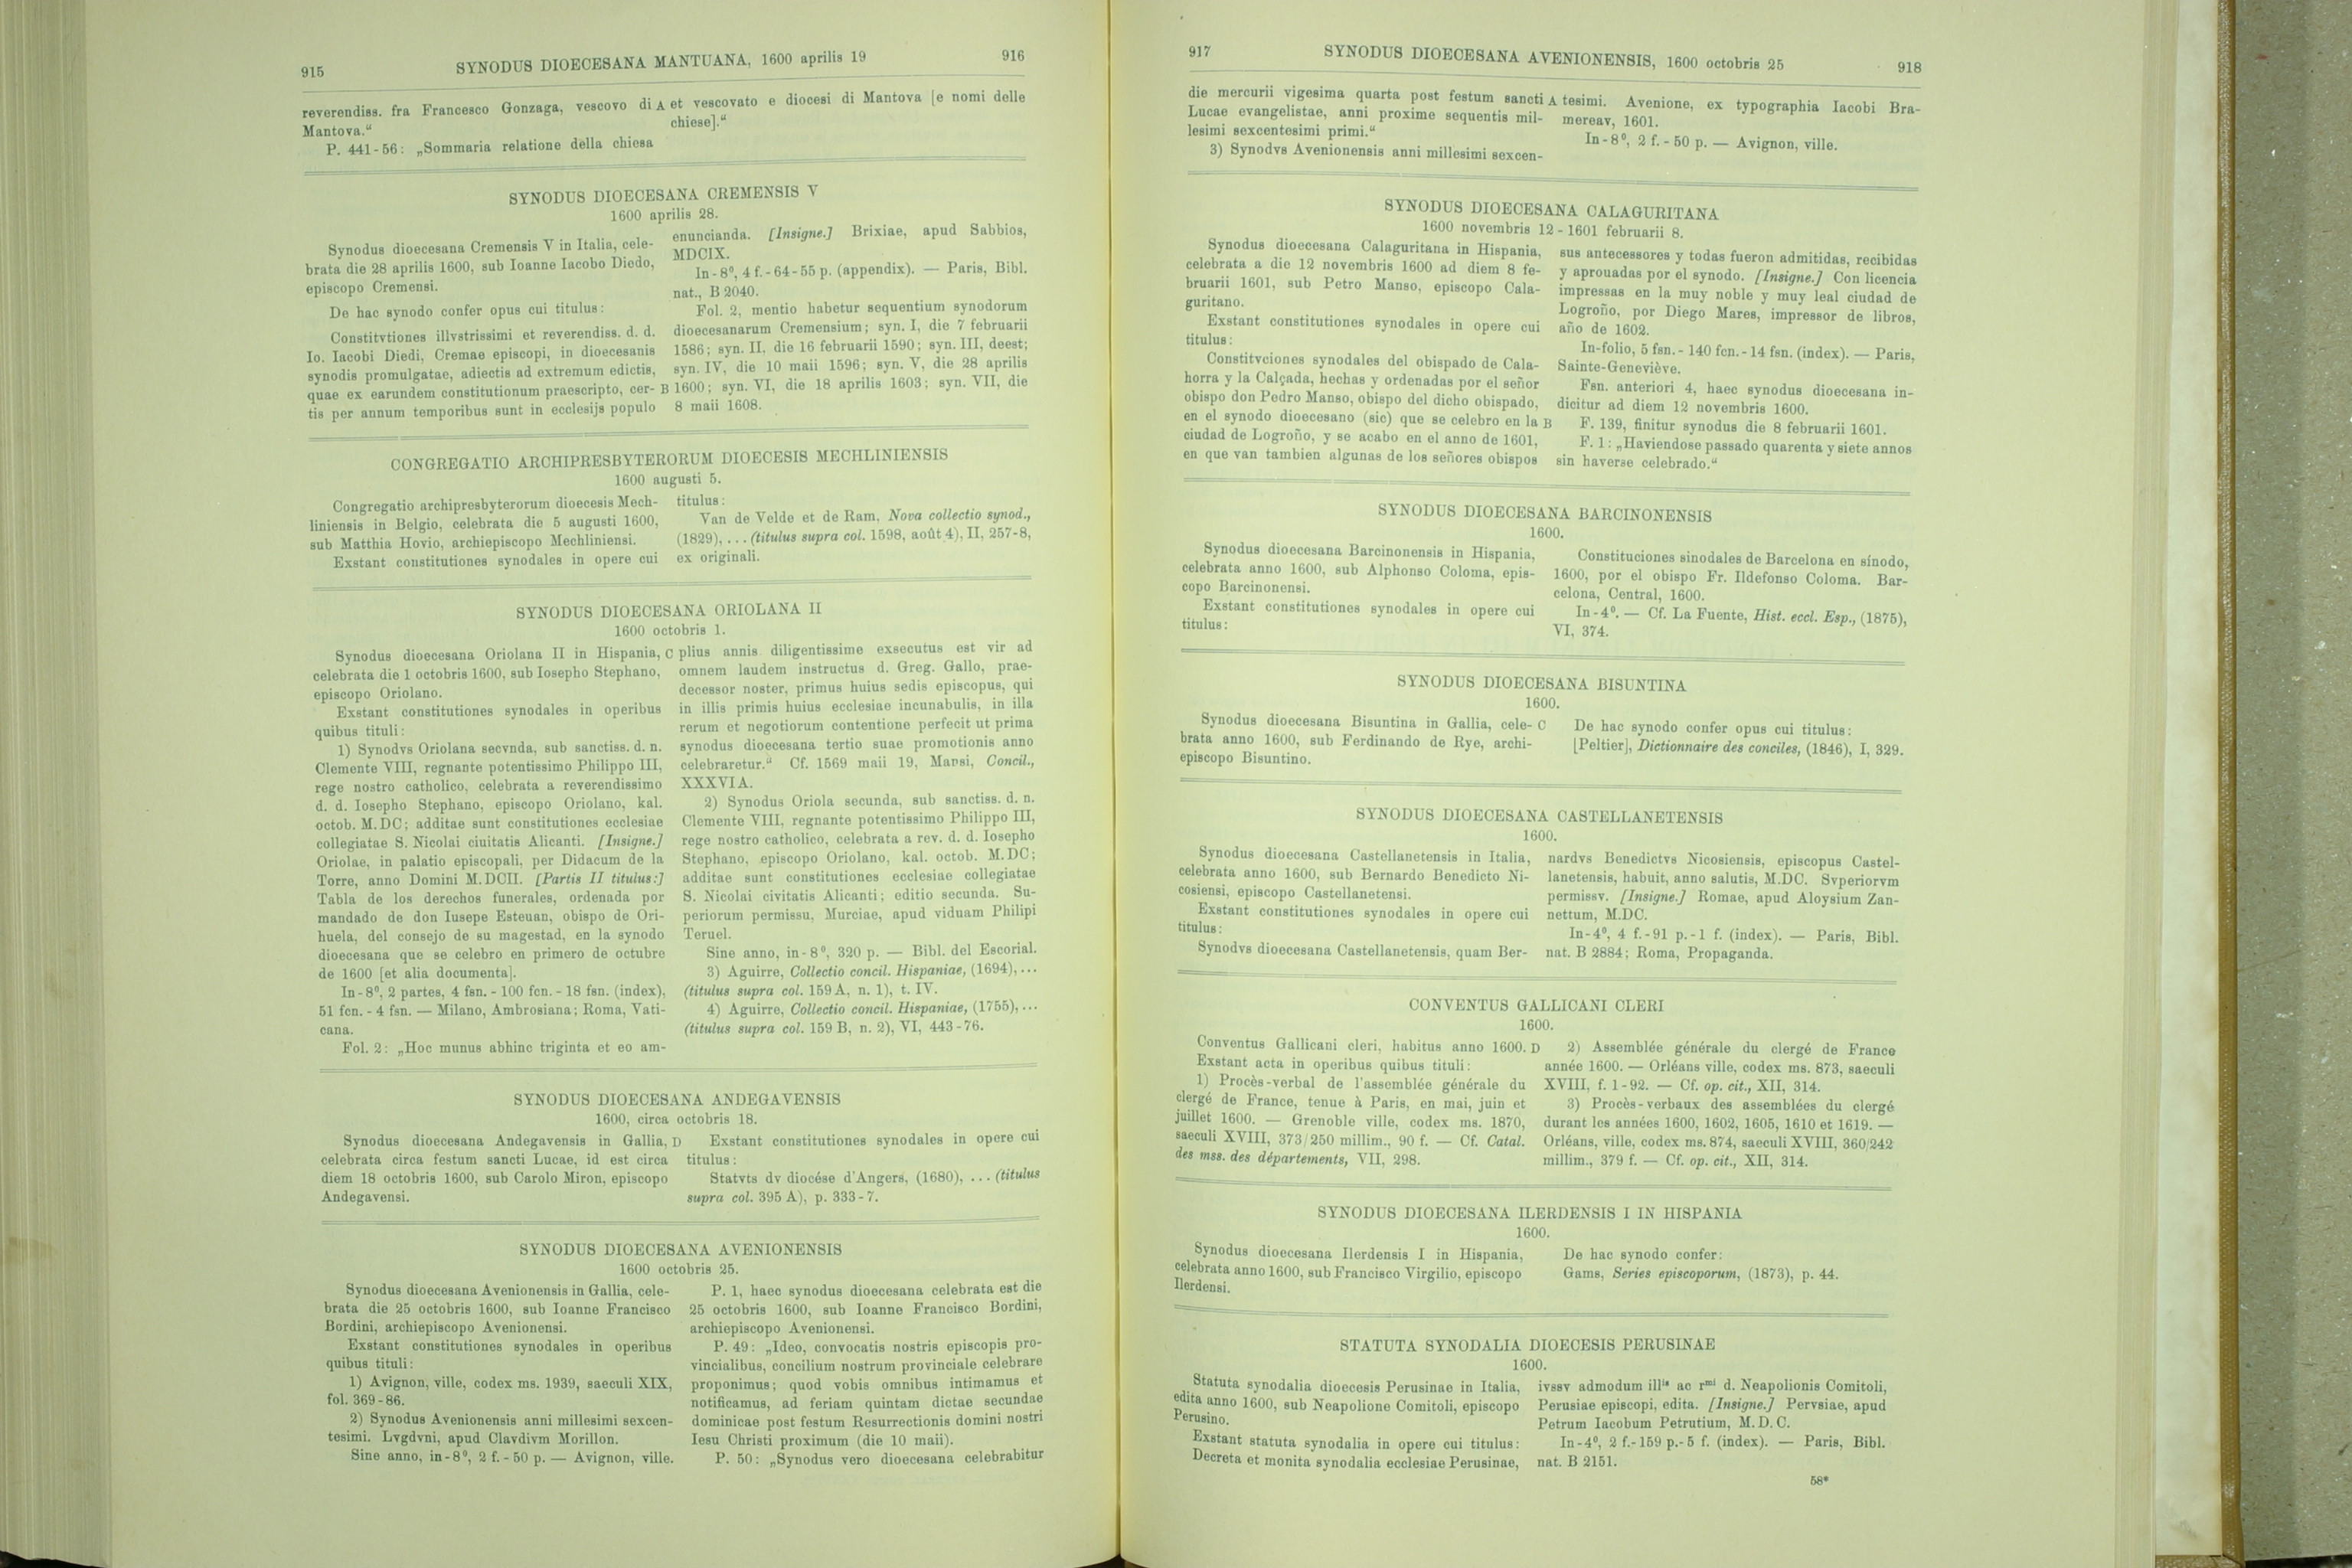 915
SYNODUS DIOECESANA MANTUANA, 1600 aprilis 19
916
reverendiss. fra Francesco Gonzaga, vescovo di
Mantova.“
P. 441-56: „Sommaria relatione della chiesa
A
et vescovato e diocesi di Mantova [e nomi delle
chiese].“
SYNODUS DIOECESANA CREMENSIS V
1600 aprilis 28.
Synodus dioecesana Cremensis V in Italia, cele-
brata die 28 aprilis 1600, sub Ioanne Iacobo Diedo,
episcopo Cremensi.
De hac synodo confer opus cui titulus:
Constitvtiones illvstrissimi et reverendiss. d. d.
Io. Iacobi Diedi, Cremae episcopi, in dioecesanis
synodis promulgatae, adiectis ad extremum edictis,
quae ex earundem constitutionum praescripto, cer-
tis per annum temporibus sunt in ecclesijs populo
B
enuncianda. [Insigne.] Brixiae, apud Sabbios,
MDCIX.
In-8⁰, 4 f.-64-55 p. (appendix). — Paris, Bibl.
nat., B 2040.
Fol. 2, mentio habetur sequentium synodorum
dioecesanarum Cremensium; syn. I, die 7 februarii
1586; syn. II, die 16 februarii 1590; syn. III, deest;
syn. IV, die 10 maii 1596; syn. V, die 28 aprilis
1600; syn. VI, die 18 aprilis 1603; syn. VII, die
8 maii 1608.
CONGREGATIO ARCHIPRESBYTERORUM DIOECESIS MECHLINIENSIS
1600 augusti 5.
Congregatio archipresbyterorum dioecesis Mech-
liniensis in Belgio, celebrata die 5 augusti 1600,
sub Matthia Hovio, archiepiscopo Mechliniensi.
Exstant constitutiones synodales in opere cui
titulus:
Van de Velde et de Ram, Nova collectio synod.,
(1829), ... (titulus supra col. 1598, août 4), II, 257-8,
ex originali.
SYNODUS DIOECESANA ORIOLANA II
1600 octobris 1.
Synodus dioecesana Oriolana II in Hispania,
celebrata die 1 octobris 1600, sub Iosepho Stephano,
episcopo Oriolano.
Exstant constitutiones synodales in operibus
quibus tituli:
1) Synodvs Oriolana secvnda, sub sanctiss. d. n.
Clemente VIII, regnante potentissimo Philippo III,
rege nostro catholico, celebrata a reverendissimo
d. d. Iosepho Stephano, episcopo Oriolano, kal.
octob. M.DC; additae sunt constitutiones ecclesiae
collegiatae S. Nicolai ciuitatis Alicanti. [Insigne.]
Oriolae, in palatio episcopali, per Didacum de la
Torre, anno Domini M.DCII. [Partis II titulus:]
Tabla de los derechos funerales, ordenada por
mandado de don Iusepe Esteuan, obispo de Ori-
huela, del consejo de su magestad, en la synodo
dioecesana que se celebro en primero de octubre
de 1600 [et alia documenta].
In-8⁰, 2 partes, 4 fsn. - 100 fcn. - 18 fsn. (index),
51 fcn. - 4 fsn. — Milano, Ambrosiana; Roma, Vati-
cana.
Fol. 2: „Hoc munus abhinc triginta et eo am-
C
plius annis diligentissime exsecutus est vir ad
omnem laudem instructus d. Greg. Gallo, prae-
decessor noster, primus huius sedis episcopus, qui
in illis primis huius ecclesiae incunabulis, in illa
rerum et negotiorum contentione perfecit ut prima
synodus dioecesana tertio suae promotionis anno
celebraretur.“ Cf. 1569 maii 19, Mansi, Concil.,
XXXVI A.
2) Synodus Oriola secunda, sub sanctiss. d. n.
Clemente VIII, regnante potentissimo Philippo III,
rege nostro catholico, celebrata a rev. d. d. Iosepho
Stephano, episcopo Oriolano, kal. octob. M.DC;
additae sunt constitutiones ecclesiae collegiatae
S. Nicolai civitatis Alicanti; editio secunda. Su-
periorum permissu, Murciae, apud viduam Philipi
Teruel.
Sine anno, in-8⁰, 320 p. — Bibl. del Escorial.
3) Aguirre, Collectio concil. Hispaniae, (1694), ...
(titulus supra col. 159 A, n. 1), t. IV.
4) Aguirre, Collectio concil. Hispaniae, (1755), ...
(titulus supra col. 159 B, n. 2), VI, 443-76.
SYNODUS DIOECESANA ANDEGAVENSIS
1600, circa octobris 18.
Synodus dioecesana Andegavensis in Gallia,
celebrata circa festum sancti Lucae, id est circa
diem 18 octobris 1600, sub Carolo Miron, episcopo
Andegavensi.
D
Exstant constitutiones synodales in opere cui
titulus:
Statvts dv diocése d'Angers, (1680), ... (titulus
supra col. 395 A), p. 333-7.
SYNODUS DIOECESANA AVENIONENSIS
1600 octobris 25.
Synodus dioecesana Avenionensis in Gallia, cele-
brata die 25 octobris 1600, sub Ioanne Francisco
Bordini, archiepiscopo Avenionensi.
Exstant constitutiones synodales in operibus
quibus tituli:
1) Avignon, ville, codex ms. 1939, saeculi XIX,
fol. 369-86.
2) Synodus Avenionensis anni millesimi sexcen-
tesimi. Lvgdvni, apud Clavdivm Morillon.
Sine anno, in-8⁰, 2 f. - 50 p. — Avignon, ville.
P. 1, haec synodus dioecesana celebrata est die
25 octobris 1600, sub Ioanne Francisco Bordini,
archiepiscopo Avenionensi.
P. 49: „Ideo, convocatis nostris episcopis pro-
vincialibus, concilium nostrum provinciale celebrare
proponimus; quod vobis omnibus intimamus et
notificamus, ad feriam quintam dictae secundae
dominicae post festum Resurrectionis domini nostri
Iesu Christi proximum (die 10 maii).
P. 50: „Synodus vero dioecesana celebrabitur
917
SYNODUS DIOECESANA AVENIONENSIS, 1600 octobris 25
918
die mercurii vigesima quarta post festum sancti
Lucae evangelistae, anni proxime sequentis mil-
lesimi sexcentesimi primi.“
3) Synodvs Avenionensis anni millesimi sexcen-
A
tesimi. Avenione, ex typographia Iacobi Bra-
mereav, 1601.
In-8⁰, 2 f. - 50 p. — Avignon, ville.
SYNODUS DIOECESANA CALAGURITANA
1600 novembris 12 - 1601 februarii 8.
Synodus dioecesana Calaguritana in Hispania,
celebrata a die 12 novembris 1600 ad diem 8 fe-
bruarii 1601, sub Petro Manso, episcopo Cala-
guritano.
Exstant constitutiones synodales in opere cui
titulus:
Constitvciones synodales del obispado de Cala-
horra y la Calçada, hechas y ordenadas por el señor
obispo don Pedro Manso, obispo del dicho obispado,
en el synodo dioecesano (sic) que se celebro en la
ciudad de Logroño, y se acabo en el anno de 1601,
en que van tambien algunas de los señores obispos
B
sus antecessores y todas fueron admitidas, recibidas
y aprouadas por el synodo. [Insigne.] Con licencia
impressas en la muy noble y muy leal ciudad de
Logroño, por Diego Mares, impressor de libros,
año de 1602.
In-folio, 5 fsn. - 140 fcn. - 14 fsn. (index). — Paris,
Sainte-Geneviève.
Fsn. anteriori 4, haec synodus dioecesana in-
dicitur ad diem 12 novembris 1600.
F. 139, finitur synodus die 8 februarii 1601.
F. 1: „Haviendose passado quarenta y siete annos
sin haverse celebrado.“
SYNODUS DIOECESANA BARCINONENSIS
1600.
Synodus dioecesana Barcinonensis in Hispania,
celebrata anno 1600, sub Alphonso Coloma, epis-
copo Barcinonensi.
Exstant constitutiones synodales in opere cui
titulus:
Constituciones sinodales de Barcelona en sínodo,
1600, por el obispo Fr. Ildefonso Coloma. Bar-
celona, Central, 1600.
In-4⁰. — Cf. La Fuente, Hist. eccl. Esp., (1875),
VI, 374.
SYNODUS DIOECESANA BISUNTINA
1600.
Synodus dioecesana Bisuntina in Gallia, cele-
brata anno 1600, sub Ferdinando de Rye, archi-
episcopo Bisuntino.
C
De hac synodo confer opus cui titulus:
[Peltier], Dictionnaire des conciles, (1846), I, 329.
SYNODUS DIOECESANA CASTELLANETENSIS
1600.
Synodus dioecesana Castellanetensis in Italia,
celebrata anno 1600, sub Bernardo Benedicto Ni-
cosiensi, episcopo Castellanetensi.
Exstant constitutiones synodales in opere cui
titulus:
Synodvs dioecesana Castellanetensis, quam Ber-
nardvs Benedictvs Nicosiensis, episcopus Castel-
lanetensis, habuit, anno salutis, M.DC. Svperiorvm
permissv. [Insigne.] Romae, apud Aloysium Zan-
nettum, M.DC.
In-4⁰, 4 f.-91 p.-1 f. (index). — Paris, Bibl.
nat. B 2884; Roma, Propaganda.
CONVENTUS GALLICANI CLERI
1600.
Conventus Gallicani cleri, habitus anno 1600.
Exstant acta in operibus quibus tituli:
1) Procès-verbal de l'assemblée générale du
clergé de France, tenue à Paris, en mai, juin et
juillet 1600. — Grenoble ville, codex ms. 1870,
saeculi XVIII, 373/250 millim., 90 f. — Cf. Catal.
des mss. des départements, VII, 298.
D
2) Assemblée générale du clergé de France
année 1600. — Orléans ville, codex ms. 873, saeculi
XVIII, f. 1-92. — Cf. op. cit., XII, 314.
3) Procès-verbaux des assemblées du clergé
durant les années 1600, 1602, 1605, 1610 et 1619. —
Orléans, ville, codex ms. 874, saeculi XVIII, 360/242
millim., 379 f. — Cf. op. cit., XII, 314.
SYNODUS DIOECESANA ILERDENSIS I IN HISPANIA
1600.
Synodus dioecesana Ilerdensis I in Hispania,
celebrata anno 1600, sub Francisco Virgilio, episcopo
Ilerdensi.
De hac synodo confer:
Gams, Series episcoporum, (1873), p. 44.
STATUTA SYNODALIA DIOECESIS PERUSINAE
1600.
Statuta synodalia dioecesis Perusinae in Italia,
edita anno 1600, sub Neapolione Comitoli, episcopo
Perusino.
Exstant statuta synodalia in opere cui titulus:
Decreta et monita synodalia ecclesiae Perusinae,
ivssv admodum illⁱˢ ac rᵐⁱ d. Neapolionis Comitoli,
Perusiae episcopi, edita. [Insigne.] Pervsiae, apud
Petrum Iacobum Petrutium, M. D. C.
In-4⁰, 2 f.-159 p.-5 f. (index). — Paris, Bibl.
nat. B 2151.
58*